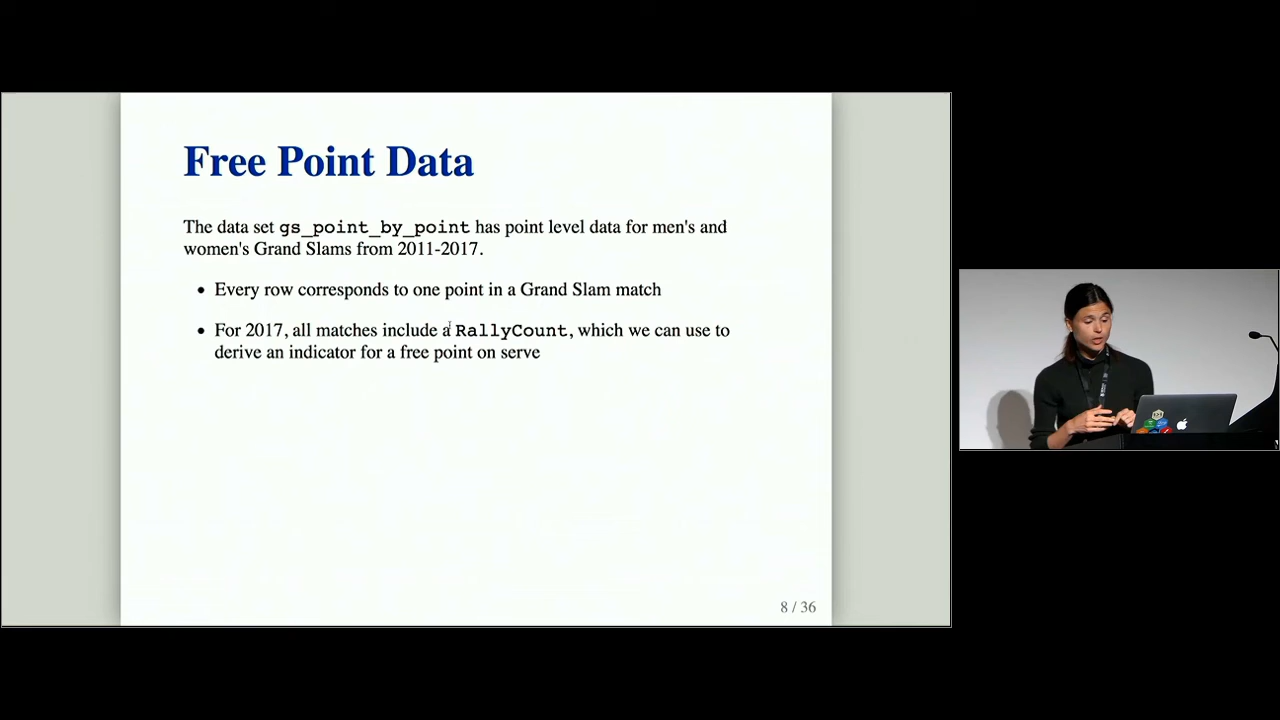 Free Point Data
The data set gs_point_by_point has point level data for men's and
women's Grand Slams from 2011-2017.
• Every row corresponds to one point in a Grand Slam match
• For 2017, all matches include a RallyCount, which we can use to
derive an indicator for a free point on serve
8 / 36